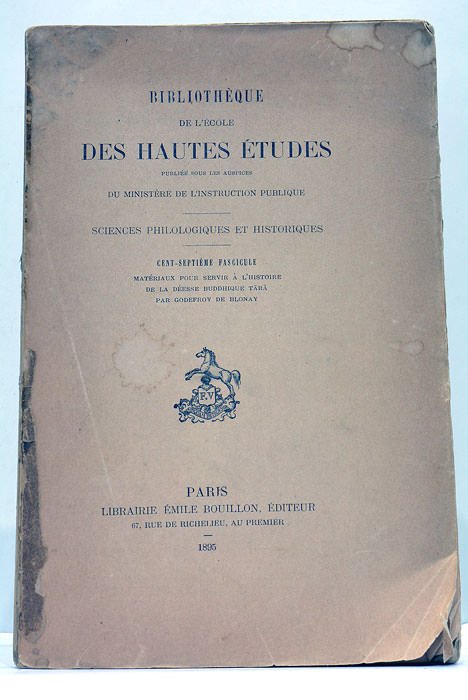 BIBLIOTHÈQUE
DE L'ÉCOLE
DES HAUTES ÉTUDES
PUBLIÉE SOUS LES AUSPICES
DU MINISTÈRE DE L'INSTRUCTION PUBLIQUE
SCIENCES PHILOLOGIQUES ET HISTORIQUES
CENT-SEPTIÈME FASCICULE
MATÉRIAUX POUR SERVIR À L'HISTOIRE
DE LA DÉESSE BUDDHIQUE TÂRÂ
PAR GODEFROY DE BLONAY
F.V
PARIS
LIBRAIRIE ÉMILE BOUILLON, ÉDITEUR
67, RUE DE RICHELIEU, AU PREMIER
1895